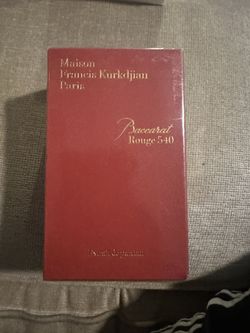 Maison
Francis Kurkdjian
Paris
Baccarat
Rouge 540